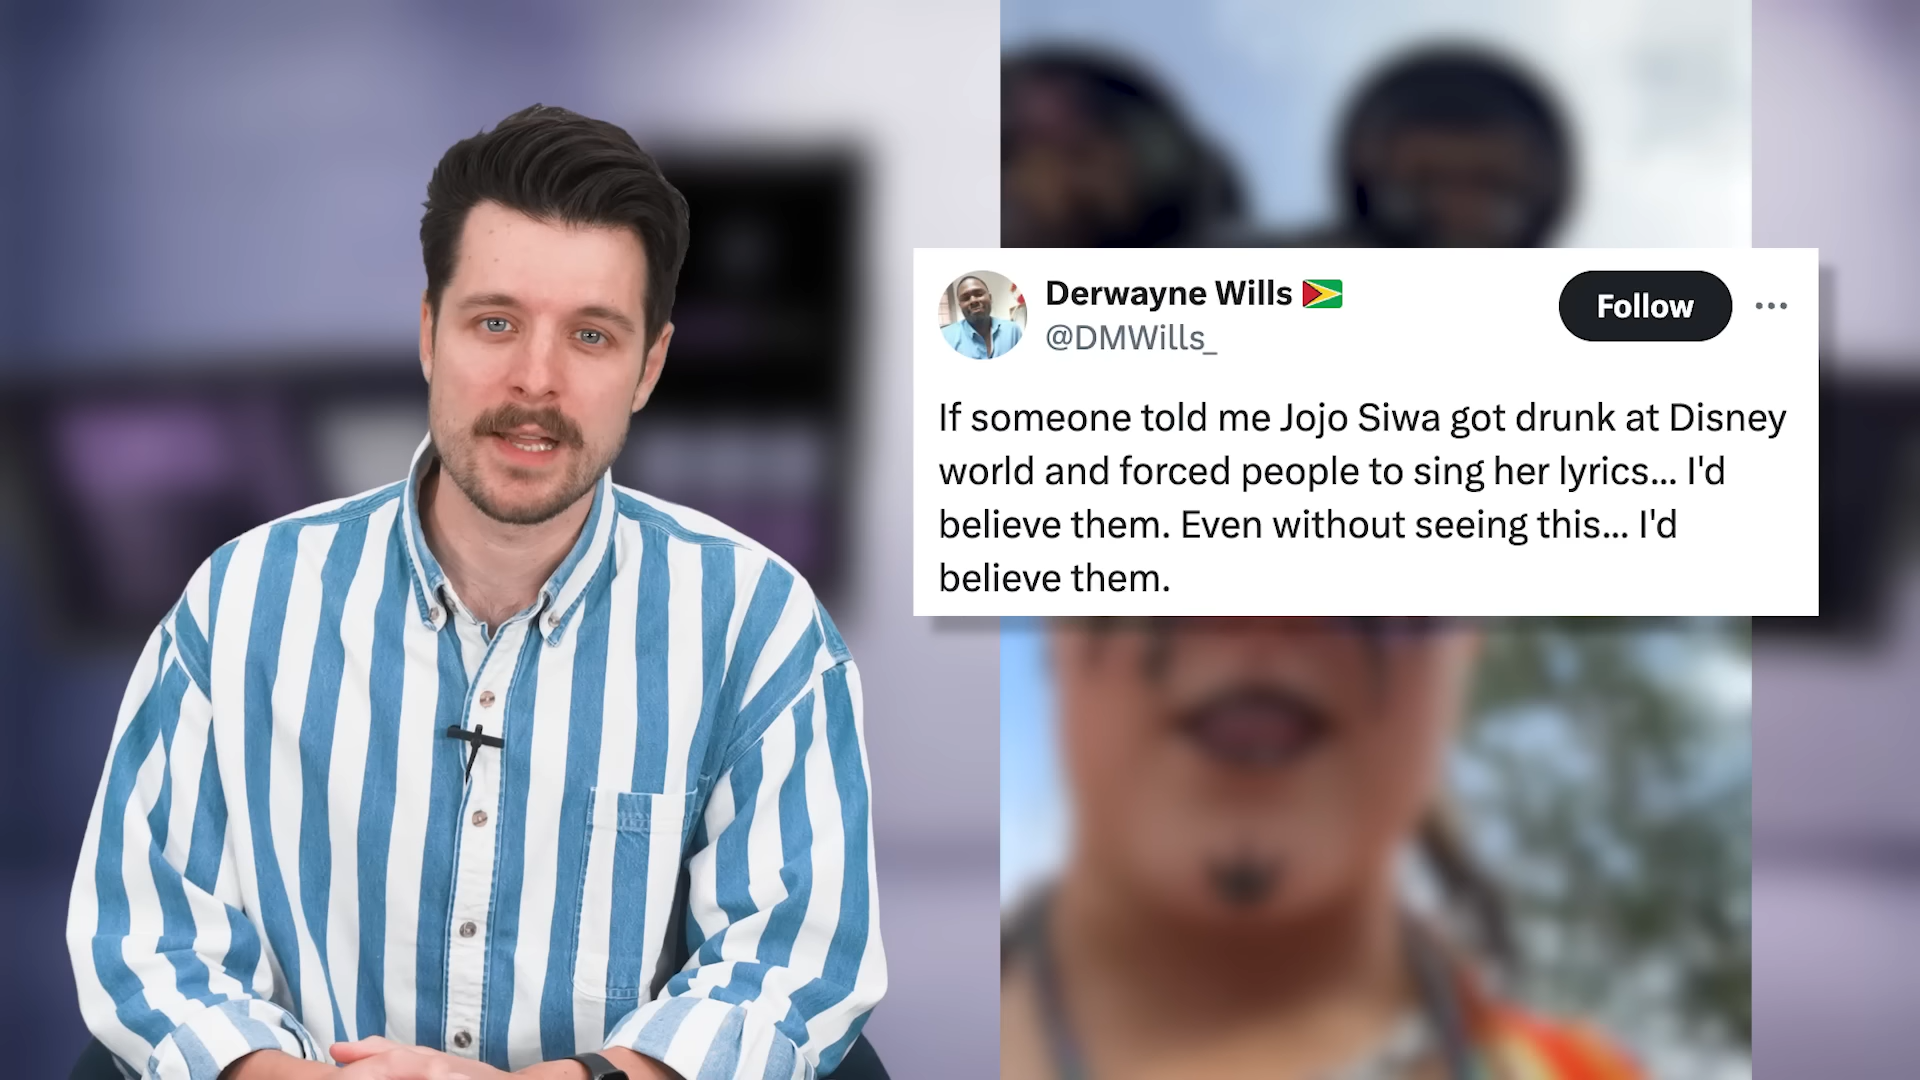 Derwayne Wills 🇬🇾
@DMWills_
Follow
If someone told me Jojo Siwa got drunk at Disney
world and forced people to sing her lyrics... I'd
believe them. Even without seeing this... I'd
believe them.